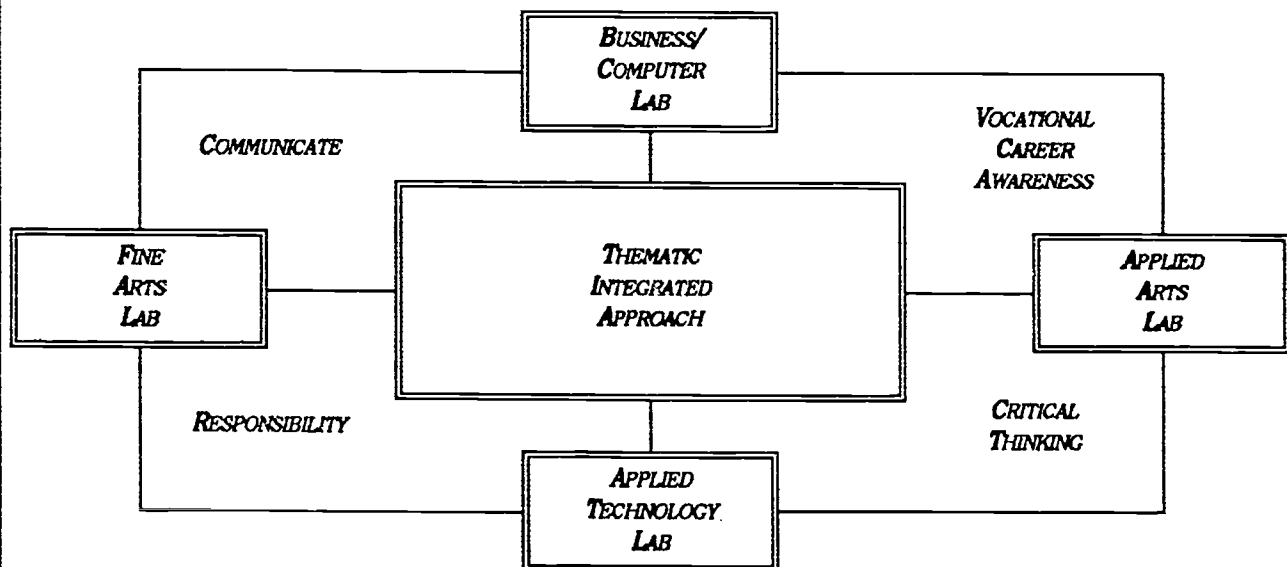 BUSINESS/
COMPUTER
LAB
COMMUNICATE
VOCATIONAL
CAREER
AWARENESS
FINE
ARTS
LAB
THEMATIC
INTEGRATED
APPROACH
APPLIED
ARTS
LAB
RESPONSIBILITY
CRITICAL
THINKING
APPLIED
TECHNOLOGY
LAB